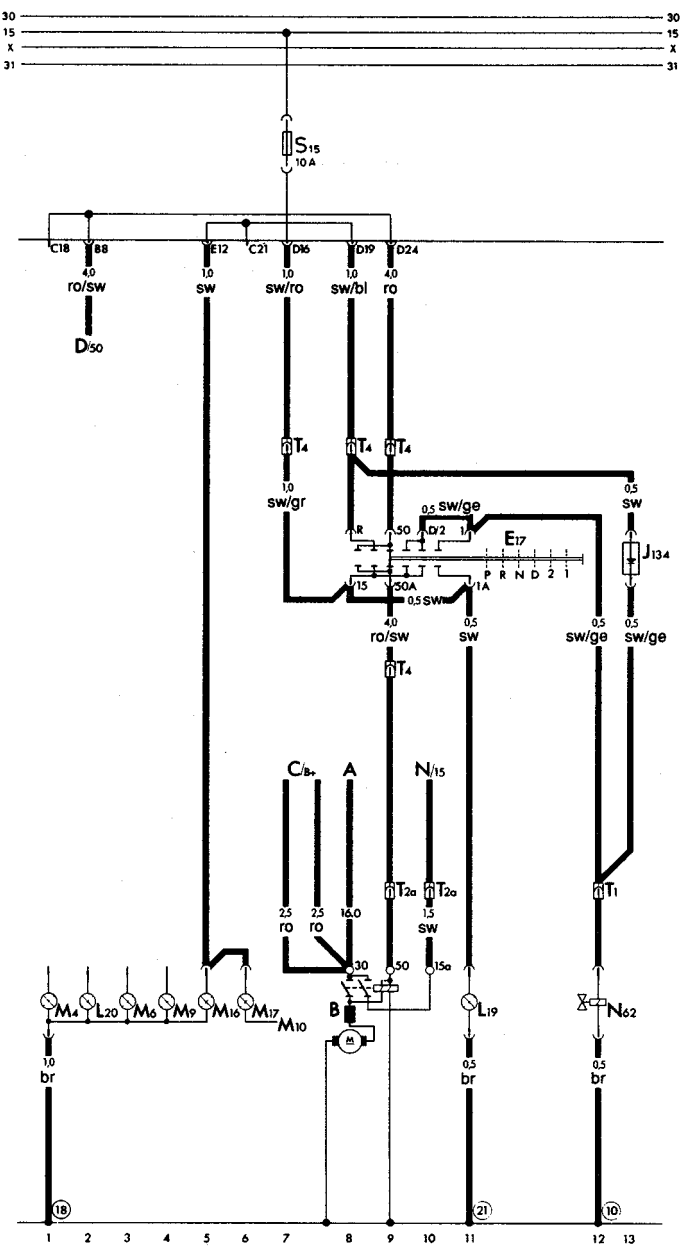 30 30
15 15
X X
31 31
S15
10 A
C18 B8 E12 C21 D16 D19 D24
4,0 1,0 1,0 1,0 4,0
ro/sw sw sw/ro sw/bl ro
D/50
T4 T4 T4
1,0
sw/gr
0,5
sw
0,5 sw/ge
R 50 D/2 1
E17
J134
P R N D 2 1
15 50A 1A
0,5 sw
4,0 0,5 0,5 0,5
ro/sw sw sw/ge sw/ge
T4
C/B+ A N/15
T2a T2a T1
2,5 2,5 16.0 1,5
ro ro sw
30 50 15a
M4 L20 M6 M9 M16 M17
M10
B
M
L19 N62
1,0 0,5 0,5
br br br
18 21 10
1 2 3 4 5 6 7 8 9 10 11 12 13